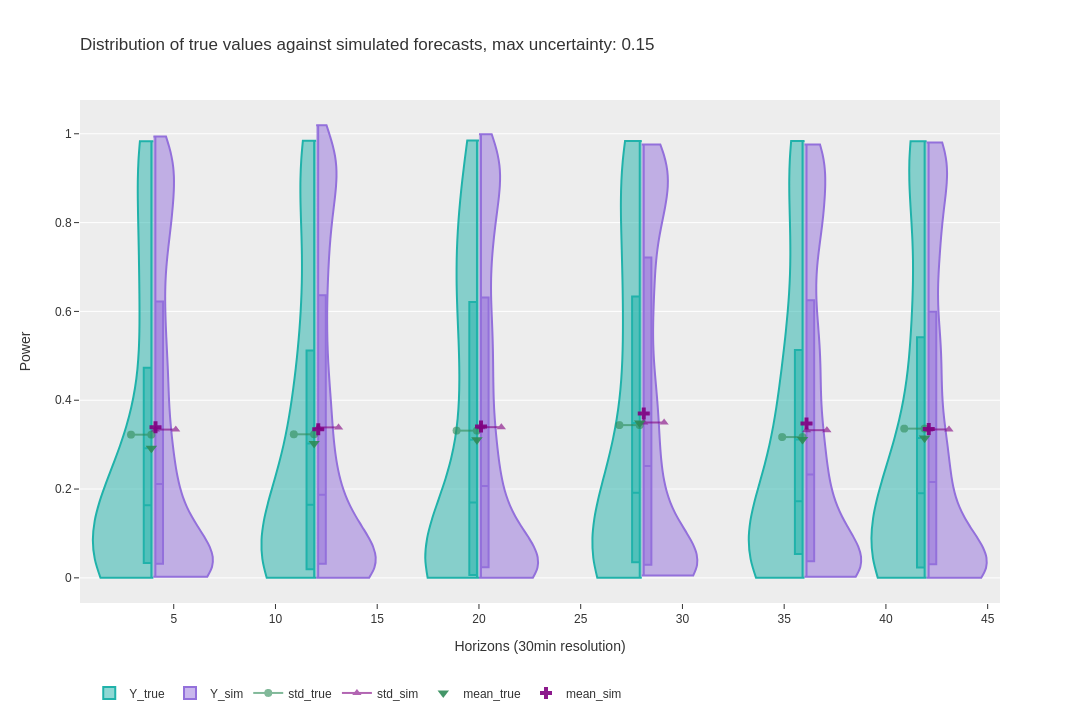 Distribution of true values against simulated forecasts, max uncertainty: 0.15
1
0.8
0.6
0.4
0.2
0
Power
5 10 15 20 25 30 35 40 45
Horizons (30min resolution)
Y_true Y_sim std_true std_sim mean_true mean_sim